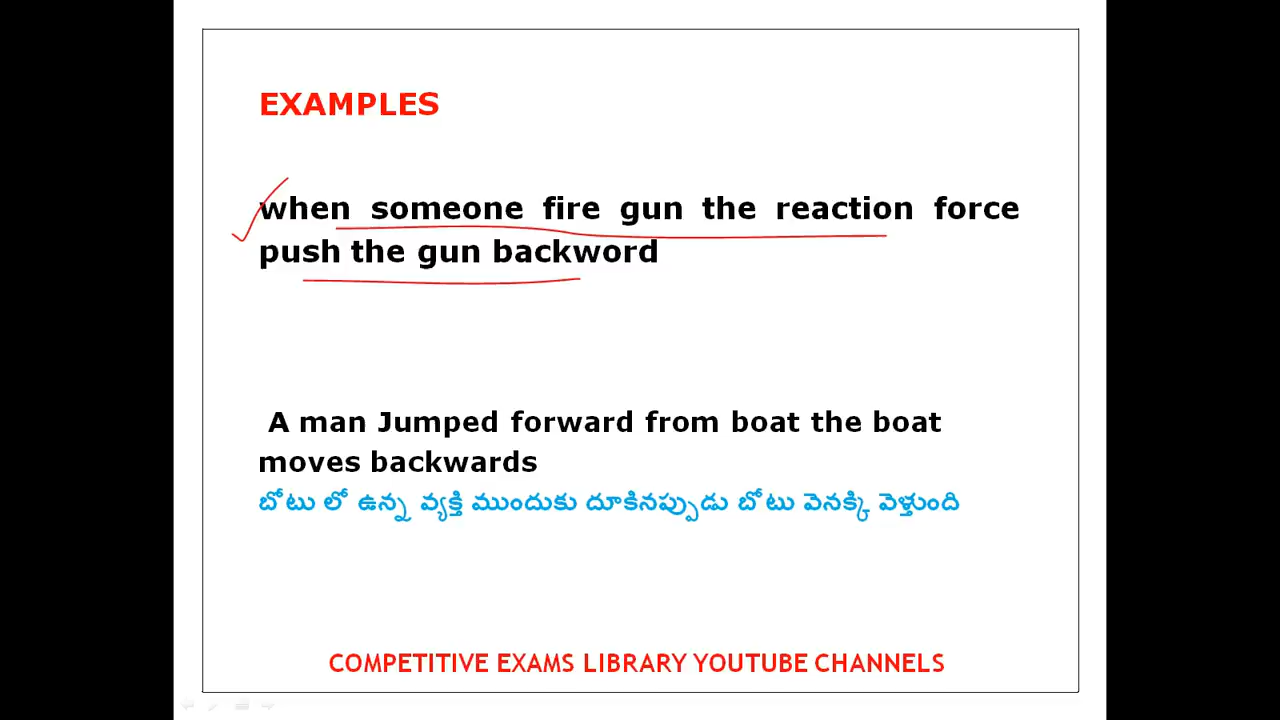 EXAMPLES
when someone fire gun the reaction force
push the gun backword
A man Jumped forward from boat the boat
moves backwards
బోటు లో ఉన్న వ్యక్తి ముందుకు దూకినప్పుడు బోటు వెనక్కి వెళ్తుంది
COMPETITIVE EXAMS LIBRARY YOUTUBE CHANNELS